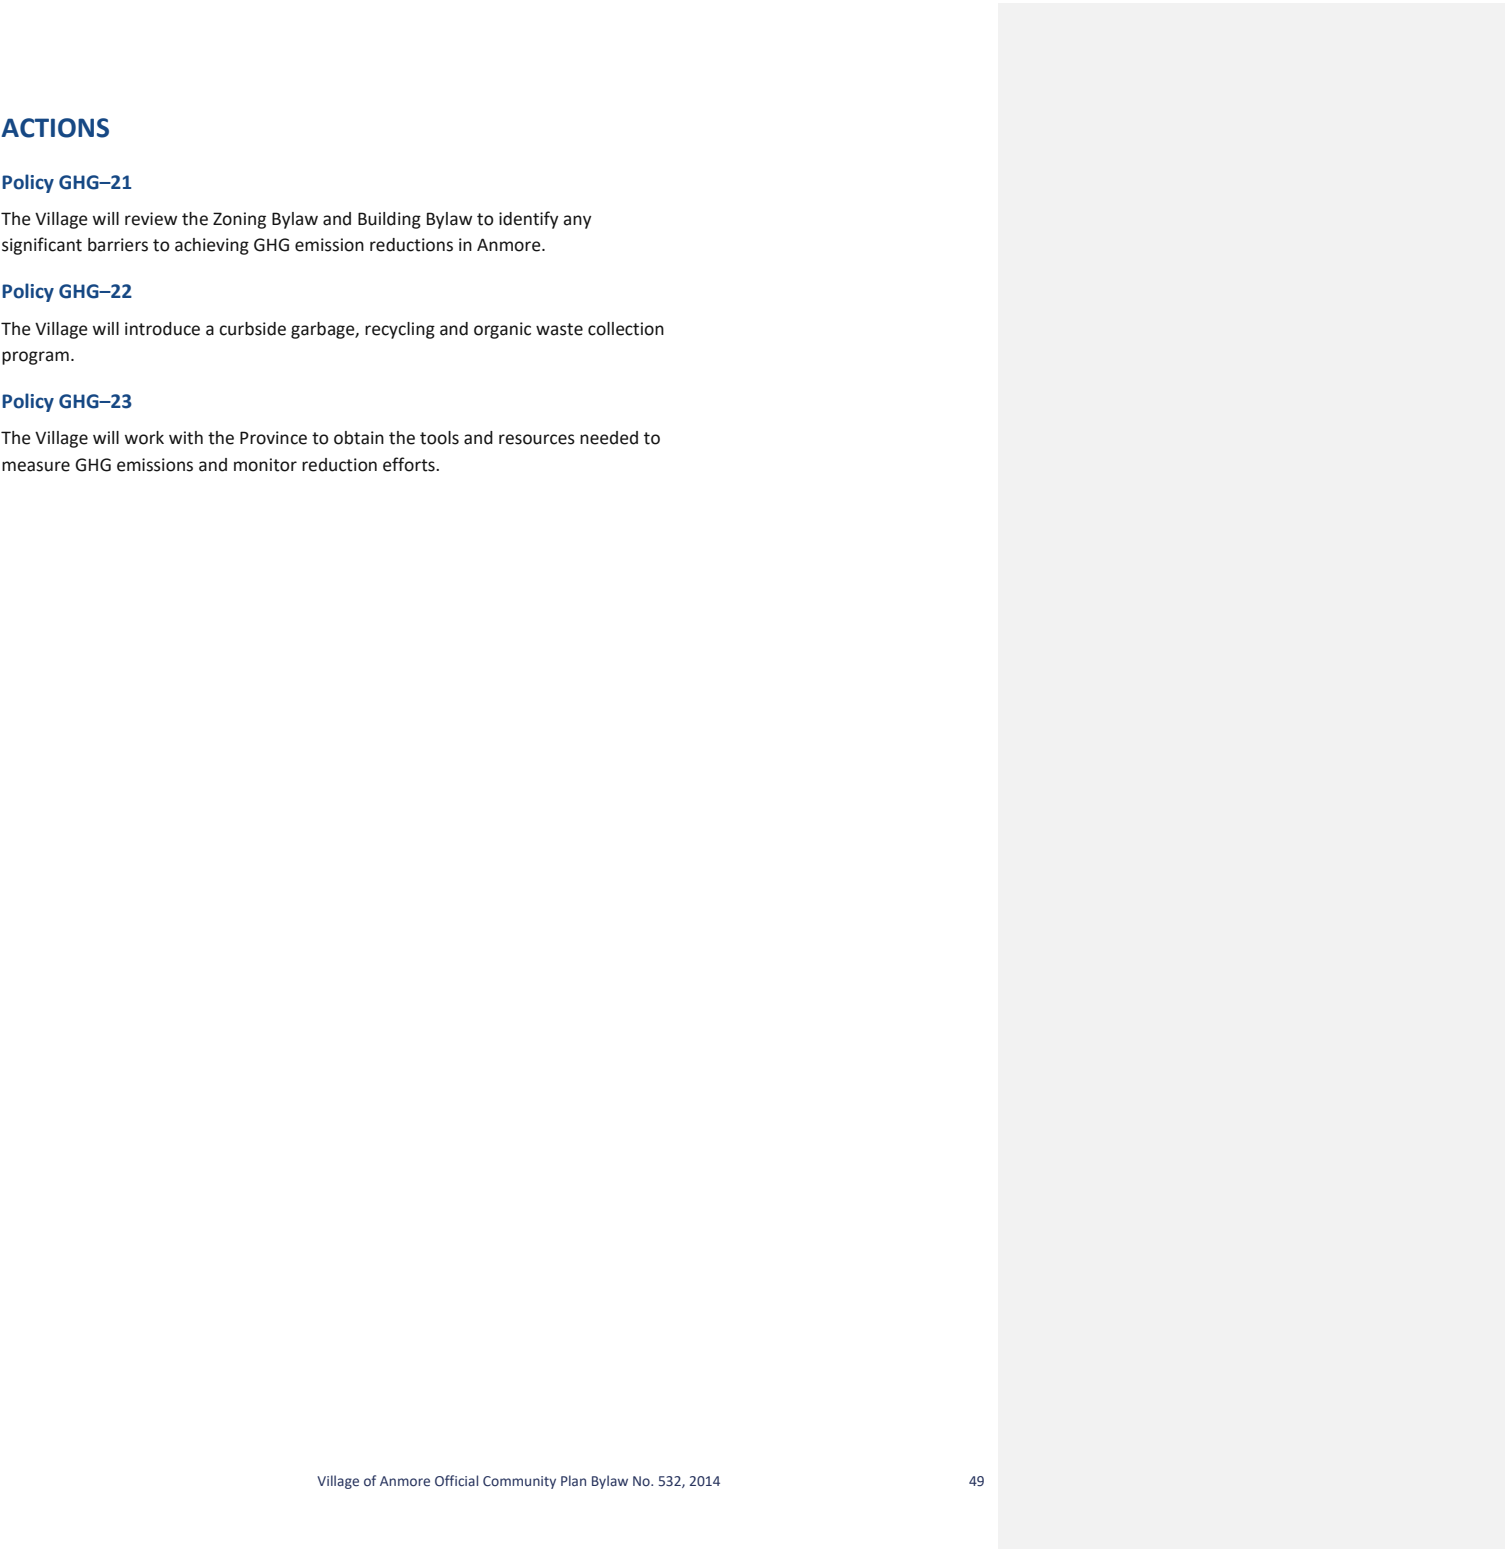 ACTIONS
Policy GHG–21
The Village will review the Zoning Bylaw and Building Bylaw to identify any
significant barriers to achieving GHG emission reductions in Anmore.
Policy GHG–22
The Village will introduce a curbside garbage, recycling and organic waste collection
program.
Policy GHG–23
The Village will work with the Province to obtain the tools and resources needed to
measure GHG emissions and monitor reduction efforts.
Village of Anmore Official Community Plan Bylaw No. 532, 2014 49